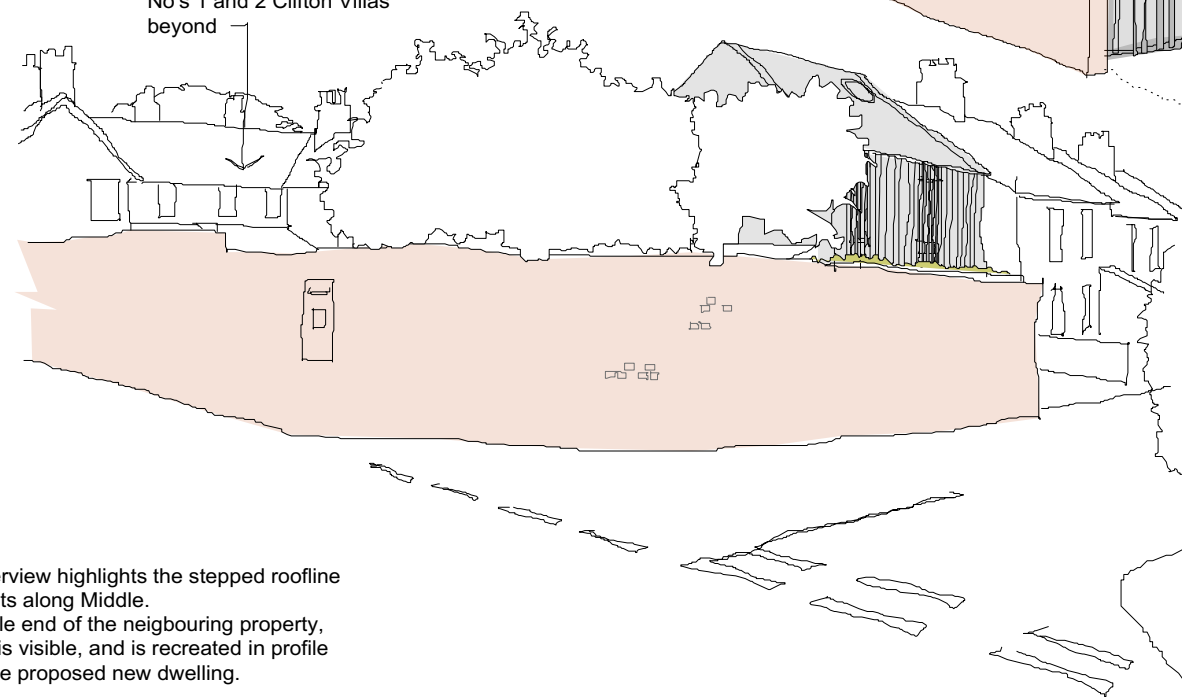 No's 1 and 2 Clifton Villas
beyond
erview highlights the stepped roofline
ts along Middle.
le end of the neigbouring property,
is visible, and is recreated in profile
e proposed new dwelling.